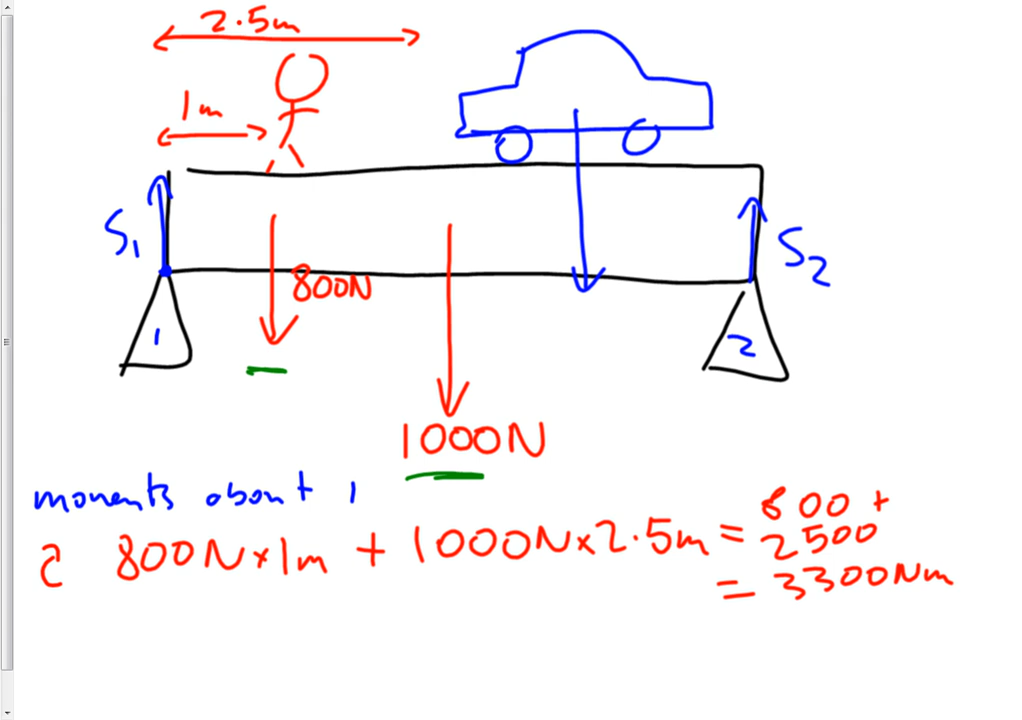 2.5m
1m
S1
S2
800N
1
2
1000N
moments about 1
800N×1m + 1000N×2.5m = 800 +
2500
= 3300Nm